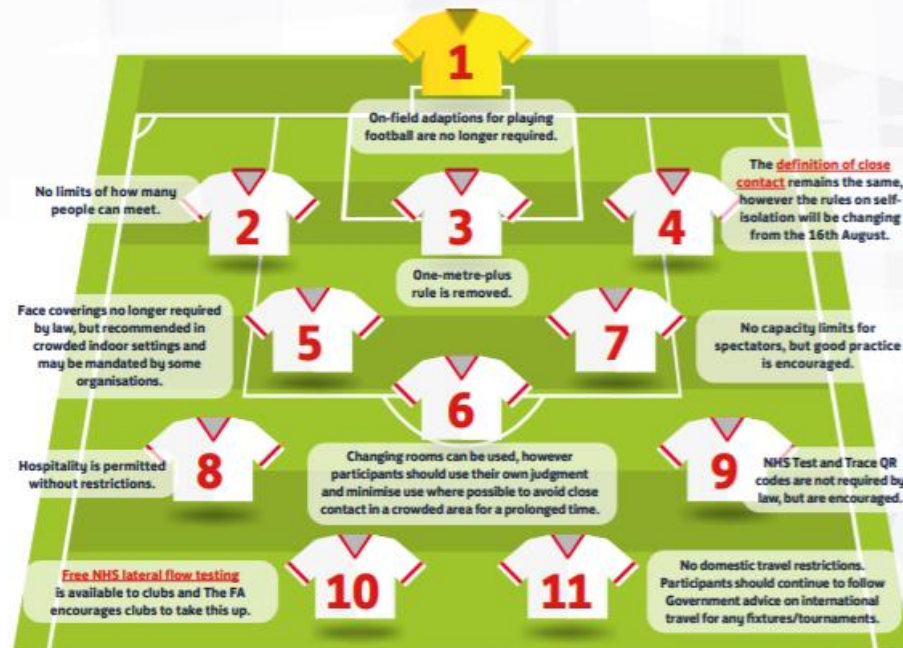 1
On-field adaptions for playing
football are no longer required.
2
No limits of how many
people can meet.
3
One-metre-plus
rule is removed.
4
The definition of close
contact remains the same,
however the rules on self-
isolation will be changing
from the 16th August.
5
Face coverings no longer required
by law, but recommended in
crowded indoor settings and
may be mandated by some
organisations.
6
Changing rooms can be used, however
participants should use their own judgment
and minimise use where possible to avoid close
contact in a crowded area for a prolonged time.
7
No capacity limits for
spectators, but good practice
is encouraged.
8
Hospitality is permitted
without restrictions.
9
NHS Test and Trace QR
codes are not required by
law, but are encouraged.
10
Free NHS lateral flow testing
is available to clubs and The FA
encourages clubs to take this up.
11
No domestic travel restrictions.
Participants should continue to follow
Government advice on international
travel for any fixtures/tournaments.